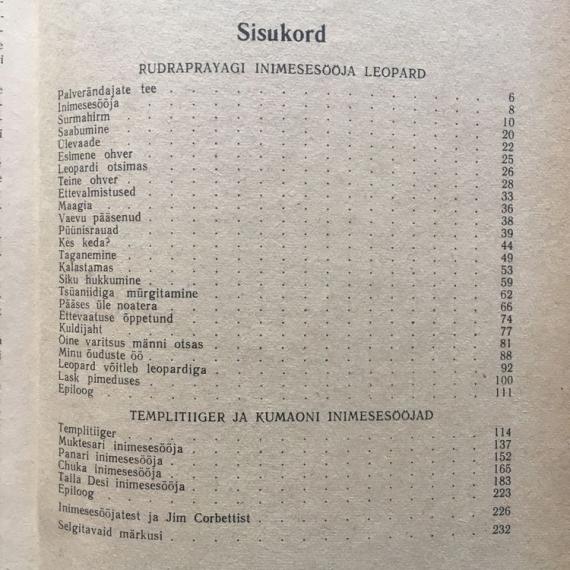 Sisukord
RUDRAPRAYAGI INIMESESÖÖJA LEOPARD
Palverändajate tee 6
Inimesesööja 8
Surmahirm 10
Saabumine 20
Ülevaade 22
Esimene ohver 25
Leopardi otsimas 26
Teine ohver 28
Ettevalmistused 33
Maagia 36
Vaevu pääsenud 38
Püünisrauad 39
Kes keda? 44
Taganemine 49
Kalastamas 53
Siku hukkumine 59
Tsüaniidiga mürgitamine 62
Pääses üle noatera 66
Ettevaatuse õppetund 74
Kuldijaht 77
Öine varitsus männi otsas 81
Minu õuduste öö 88
Leopard võitleb leopardiga 92
Lask pimeduses 100
Epiloog 111
TEMPLITIIGER JA KUMAONI INIMESESÖÖJAD
Templitiiger 114
Muktesari inimesesööja 137
Panari inimesesööja 152
Chuka inimesesööja 165
Talla Desi inimesesööja 183
Epiloog 223
Inimesesööjatest ja Jim Corbettist 226
Selgitavaid märkusi 232